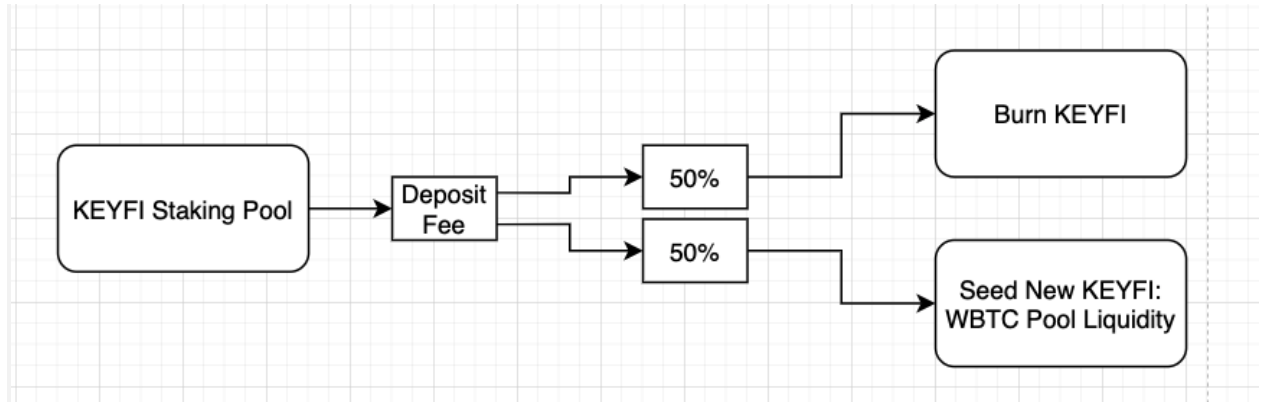 KEYFI Staking Pool
Deposit
Fee
50%
50%
Burn KEYFI
Seed New KEYFI:
WBTC Pool Liquidity